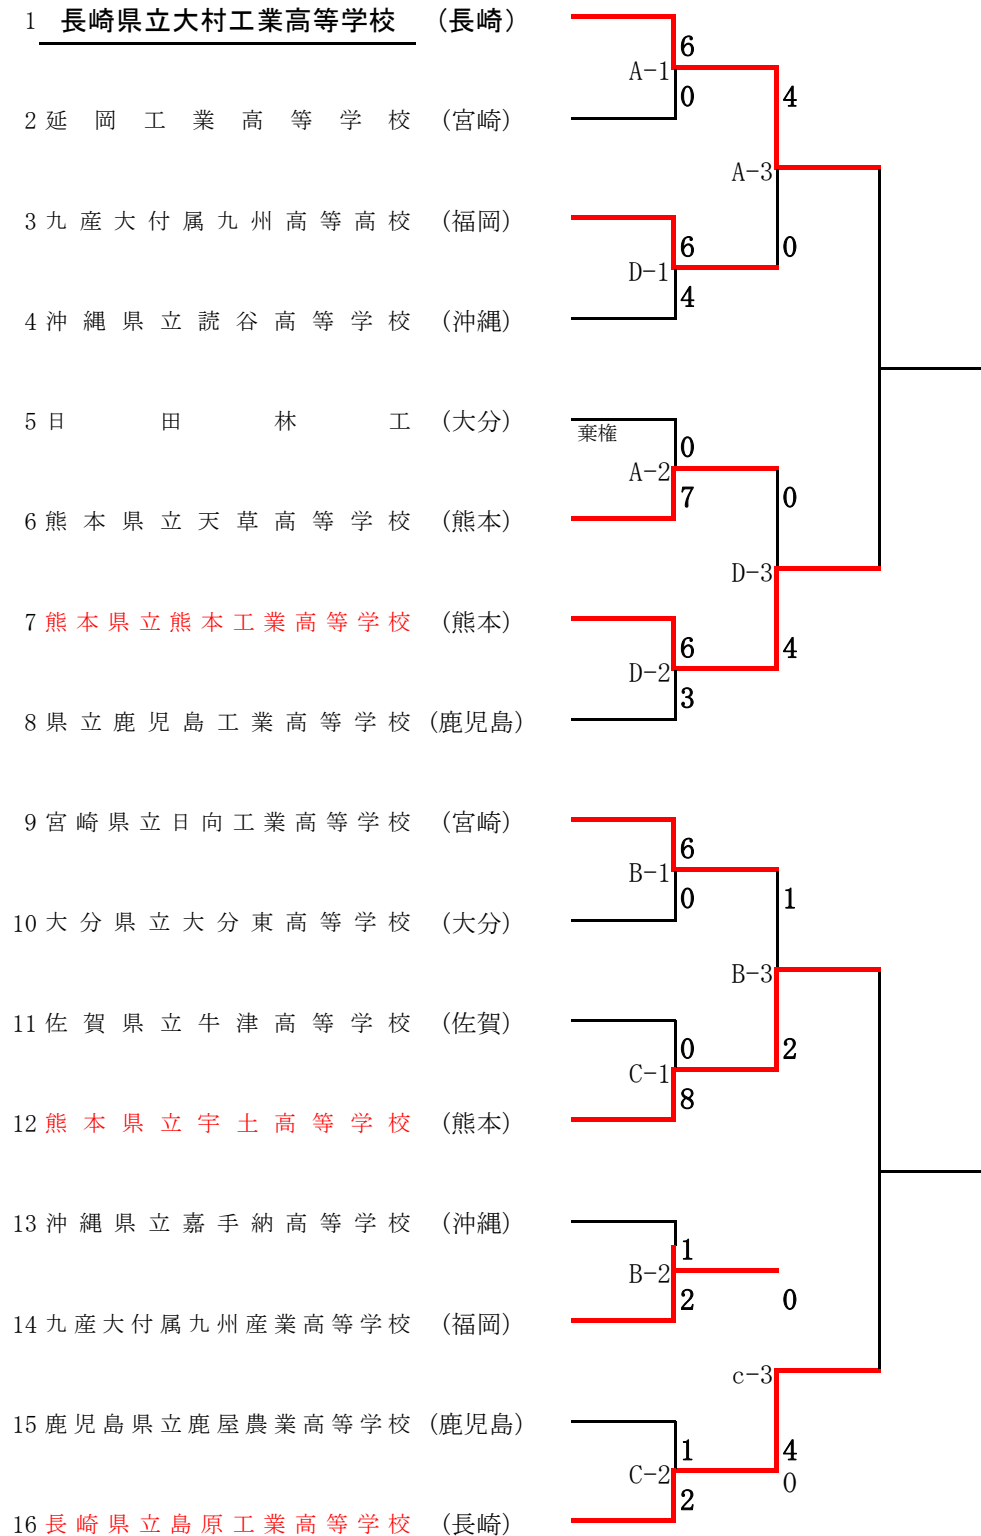 1 長崎県立大村工業高等学校 (長崎)
6
A-1
0
4
2 延岡工業高等学校 (宮崎)
A-3
3 九産大付属九州高等高校 (福岡)
6
0
D-1
4
4 沖縄県立読谷高等学校 (沖縄)
5 日田林工 (大分)
棄権
0
A-2
7
0
6 熊本県立天草高等学校 (熊本)
D-3
7 熊本県立熊本工業高等学校 (熊本)
6
4
D-2
3
8 県立鹿児島工業高等学校 (鹿児島)
9 宮崎県立日向工業高等学校 (宮崎)
6
B-1
0
1
10 大分県立大分東高等学校 (大分)
B-3
11 佐賀県立牛津高等学校 (佐賀)
0
2
C-1
8
12 熊本県立宇土高等学校 (熊本)
13 沖縄県立嘉手納高等学校 (沖縄)
1
B-2
2
0
14 九産大付属九州産業高等学校 (福岡)
c-3
15 鹿児島県立鹿屋農業高等学校 (鹿児島)
1
4
C-2
0
2
16 長崎県立島原工業高等学校 (長崎)